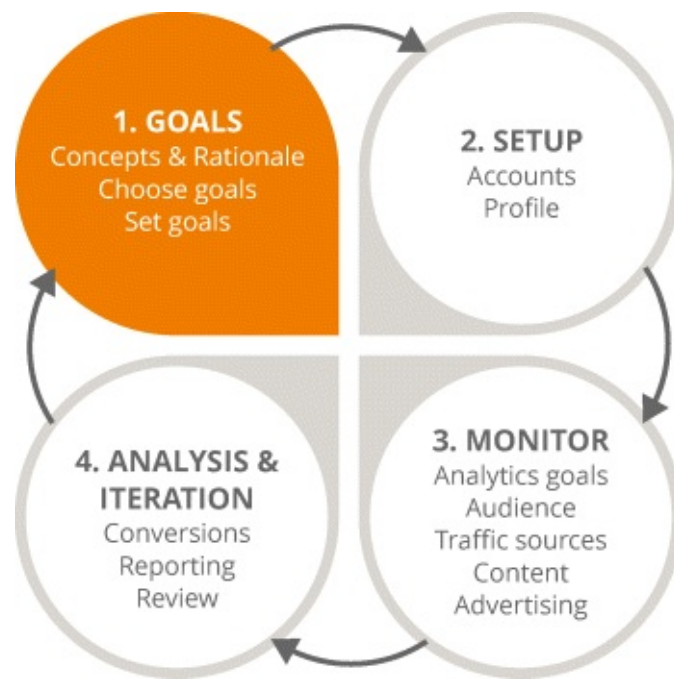 1. GOALS
Concepts & Rationale
Choose goals
Set goals
2. SETUP
Accounts
Profile
3. MONITOR
Analytics goals
Audience
Traffic sources
Content
Advertising
4. ANALYSIS &
ITERATION
Conversions
Reporting
Review